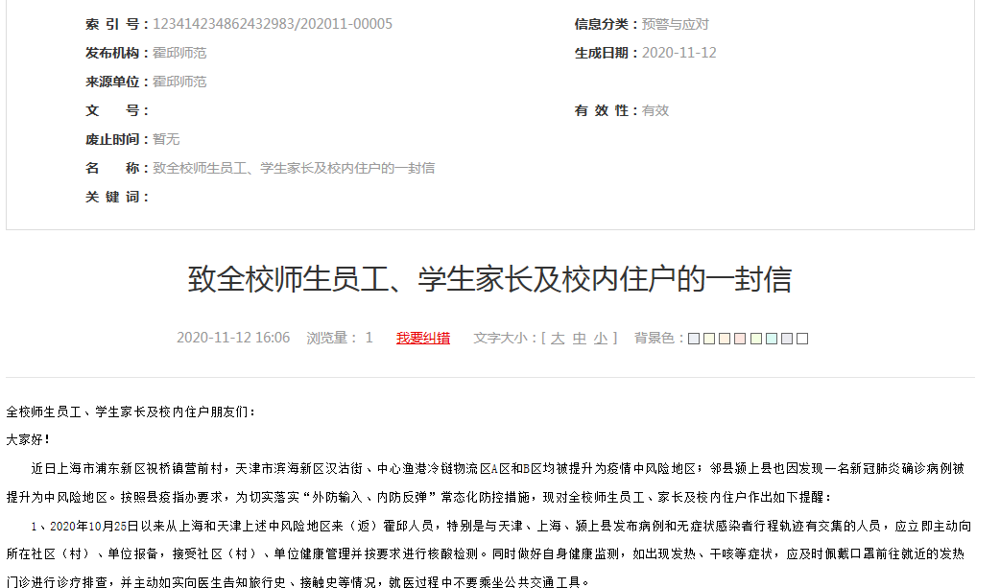 索 引 号：123414234862432983/202011-00005 信息分类：预警与应对
发布机构：霍邱师范 生成日期：2020-11-12
来源单位：霍邱师范
文 号： 有 效 性：有效
废止时间：暂无
名 称：致全校师生员工、学生家长及校内住户的一封信
关 键 词：
致全校师生员工、学生家长及校内住户的一封信
2020-11-12 16:06 浏览量： 1 我要纠错 文字大小：[ 大 中 小 ] 背景色：
全校师生员工、学生家长及校内住户朋友们：
大家好！
近日上海市浦东新区祝桥镇营前村，天津市滨海新区汉沽街、中心渔港冷链物流区A区和B区均被提升为疫情中风险地区；邻县颍上县也因发现一名新冠肺炎确诊病例被
提升为中风险地区。按照县疫指办要求，为切实落实“外防输入、内防反弹”常态化防控措施，现对全校师生员工、家长及校内住户作出如下提醒：
1、2020年10月25日以来从上海和天津上述中风险地区来（返）霍邱人员，特别是与天津、上海、颍上县发布病例和无症状感染者行程轨迹有交集的人员，应立即主动向
所在社区（村）、单位报备，接受社区（村）、单位健康管理并按要求进行核酸检测。同时做好自身健康监测，如出现发热、干咳等症状，应及时佩戴口罩前往就近的发热
门诊进行诊疗排查，并主动如实向医生告知旅行史、接触史等情况，就医过程中不要乘坐公共交通工具。